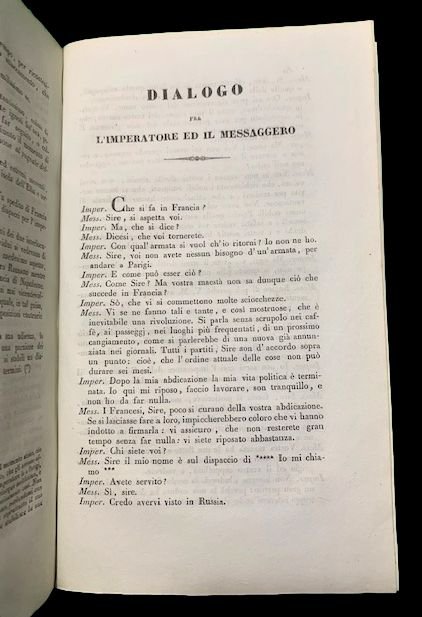 DIALOGO
FRA
L'IMPERATORE ED IL MESSAGGERO
Imper. Che si fa in Francia?
Mess. Sire, si aspetta voi.
Imper. Ma, che si dice?
Mess. Dicesi, che voi tornerete.
Imper. Con qual'armata si vuol ch'io ritorni? Io non ne ho.
Mess. Sire, voi non avete nessun bisogno d'un'armata, per
andare a Parigi.
Imper. E come può esser ciò?
Mess. Come Sire? Ma vostra maestà non sa dunque ciò che
succede in Francia?
Imper. Sò, che vi si commettono molte sciocchezze.
Mess. Vi se ne fanno tali e tante, e così mostruose, che è
inevitabile una rivoluzione. Si parla senza scrupolo nei caf-
fè, ai passeggi, nei luoghi più frequentati, di un prossimo
cangiamento, come si parlerebbe di una nuova già annun-
ziata nei giornali. Tutti i partiti, Sire son d'accordo sopra
un punto: cioè, che l'ordine attuale delle cose non può
durare sei mesi.
Imper. Dopo la mia abdicazione la mia vita politica è termi-
nata. Io qui mi riposo, faccio lavorare, son tranquillo, e
non ho da far nulla.
Mess. I Francesi, Sire, poco si curano della vostra abdicazione.
Se si lasciasse fare a loro, impiccherebbero coloro che vi hanno
indotto a firmarla: vi assicuro, che non resterete gran
tempo senza far nulla: vi siete riposato abbastanza.
Imper. Chi siete voi?
Mess. Sire il mio nome è sul dispaccio di ***** Io mi chia-
mo ***
Imper. Avete servito?
Mess. Sì, sire.
Imper. Credo avervi visto in Russia.